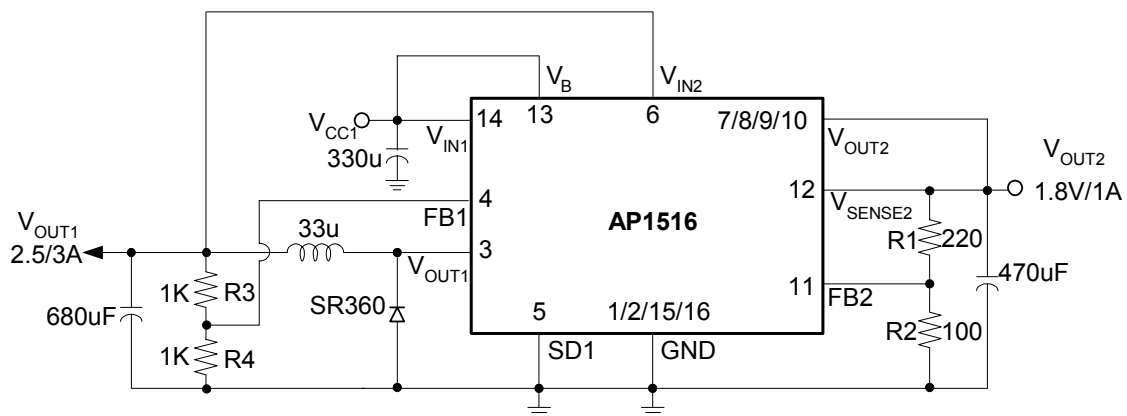 V_B
V_IN2
V_CC1
330u
V_IN1
14
13
6
7/8/9/10
V_OUT2
V_OUT2
1.8V/1A
12
V_SENSE2
4
FB1
AP1516
R1
220
V_OUT1
2.5/3A
33u
V_OUT1
3
470uF
1K
R3
680uF
SR360
11
FB2
5
1/2/15/16
R2
100
1K
R4
SD1
GND